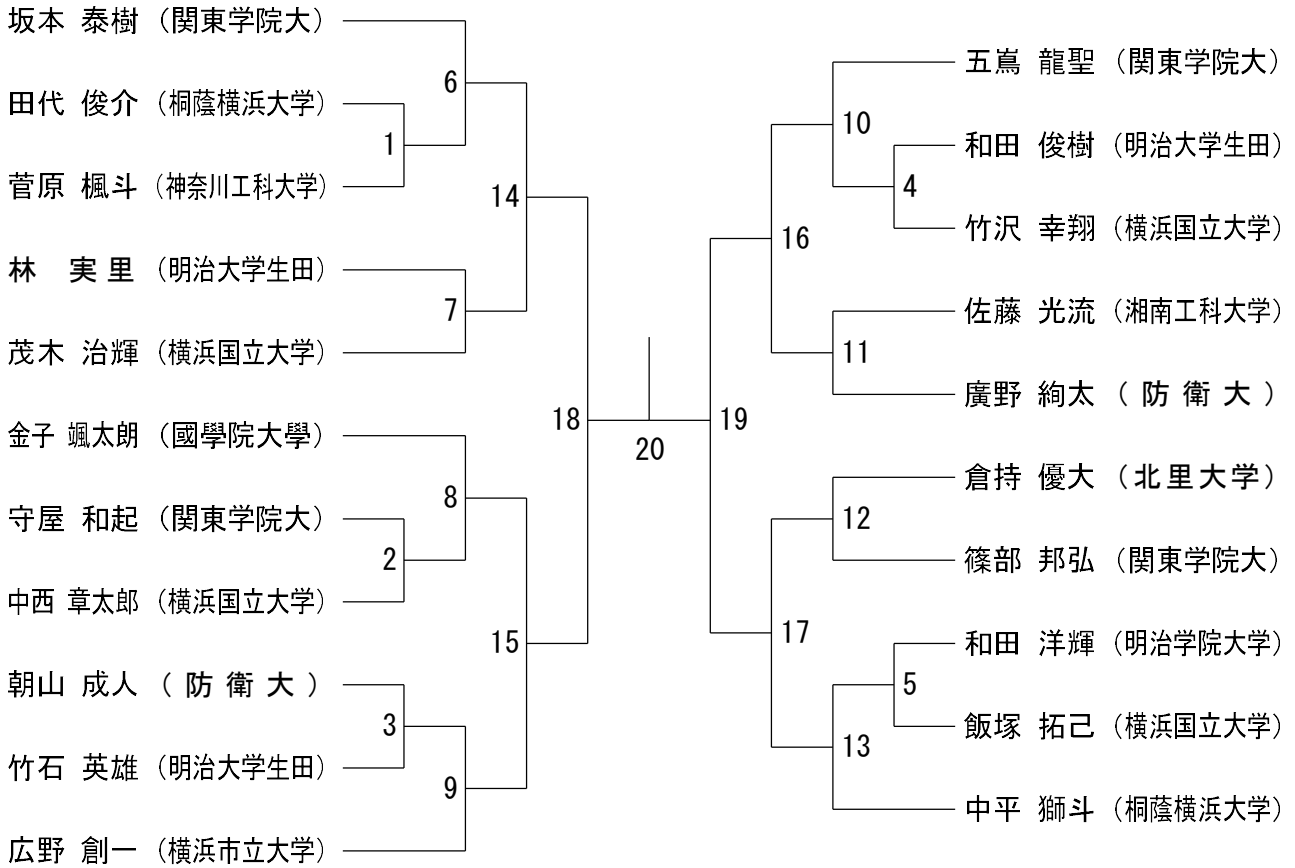 坂本 泰樹 （関東学院大）
6
田代 俊介 （桐蔭横浜大学）
1
菅原 楓斗 （神奈川工科大学）
14
林 実里 （明治大学生田）
7
茂木 治輝 （横浜国立大学）
18
金子 颯太朗 （國學院大學）
8
守屋 和起 （関東学院大）
2
中西 章太郎 （横浜国立大学）
15
朝山 成人 （防衛大）
3
竹石 英雄 （明治大学生田）
9
広野 創一 （横浜市立大学）
20
五嶌 龍聖 （関東学院大）
10
和田 俊樹 （明治大学生田）
4
竹沢 幸翔 （横浜国立大学）
16
佐藤 光流 （湘南工科大学）
11
廣野 絢太 （防衛大）
19
倉持 優大 （北里大学）
12
篠部 邦弘 （関東学院大）
17
和田 洋輝 （明治学院大学）
5
飯塚 拓己 （横浜国立大学）
13
中平 獅斗 （桐蔭横浜大学）